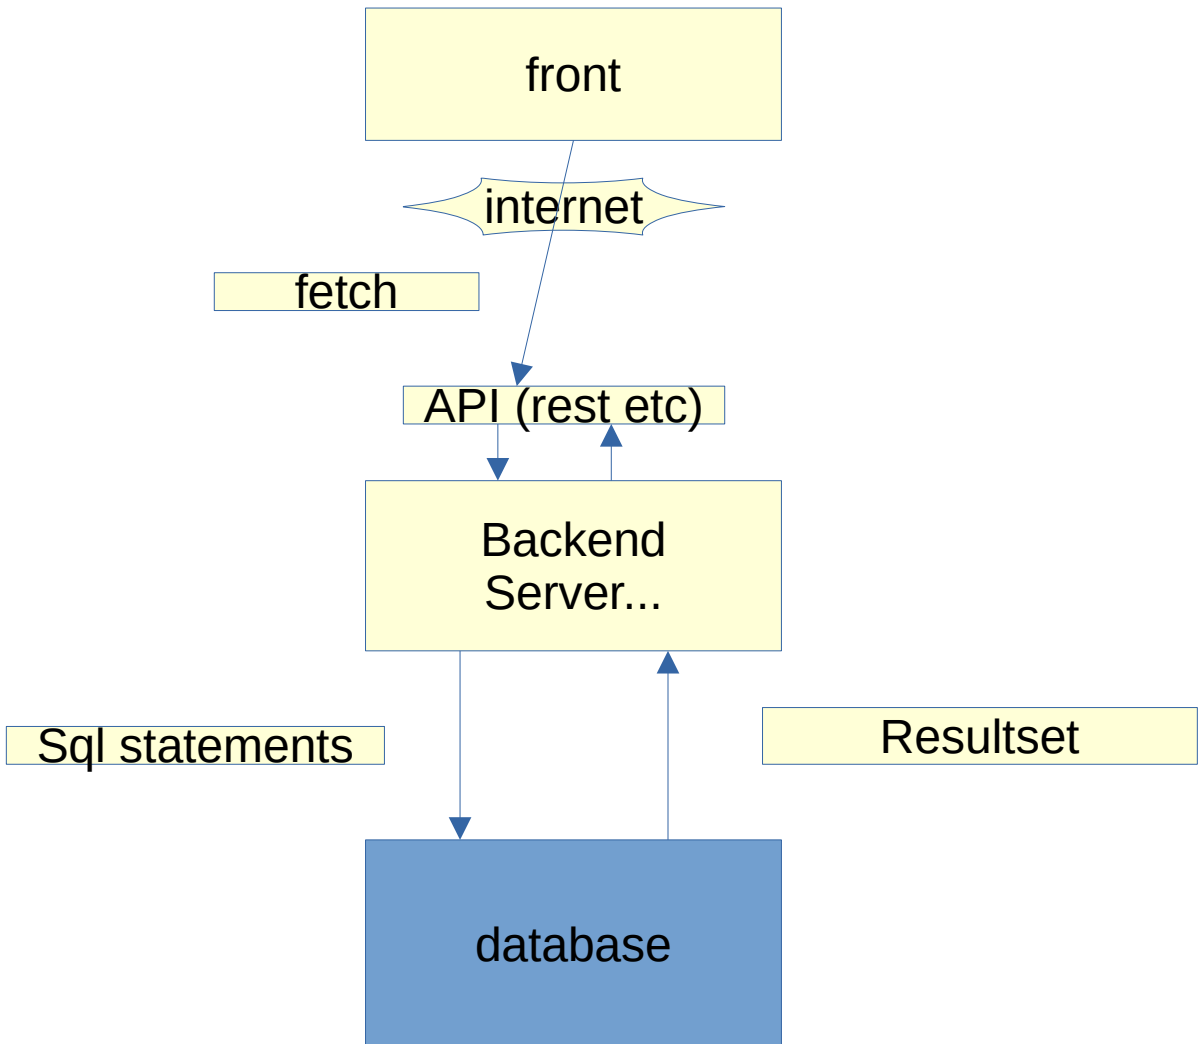 front
internet
fetch
API (rest etc)
Backend
Server...
Sql statements
Resultset
database